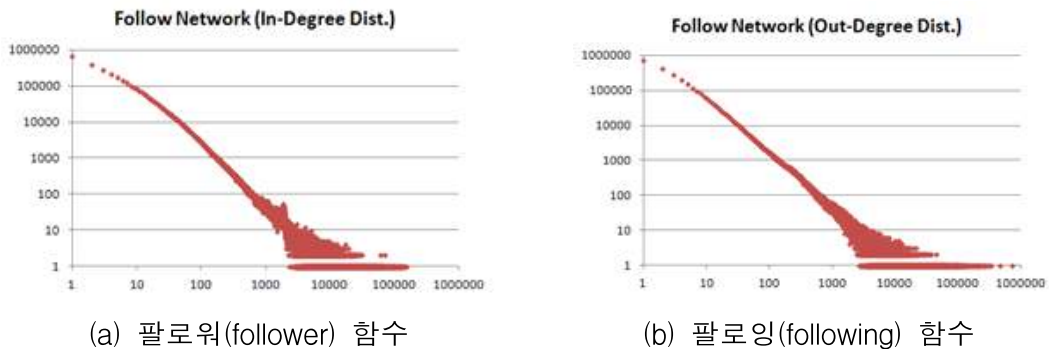 Follow Network (In-Degree Dist.)
1000000
100000
10000
1000
100
10
1
1 10 100 1000 10000 100000 1000000
(a) 팔로워(follower) 함수
Follow Network (Out-Degree Dist.)
1000000
100000
10000
1000
100
10
1
1 10 100 1000 10000 100000 1000000
(b) 팔로잉(following) 함수